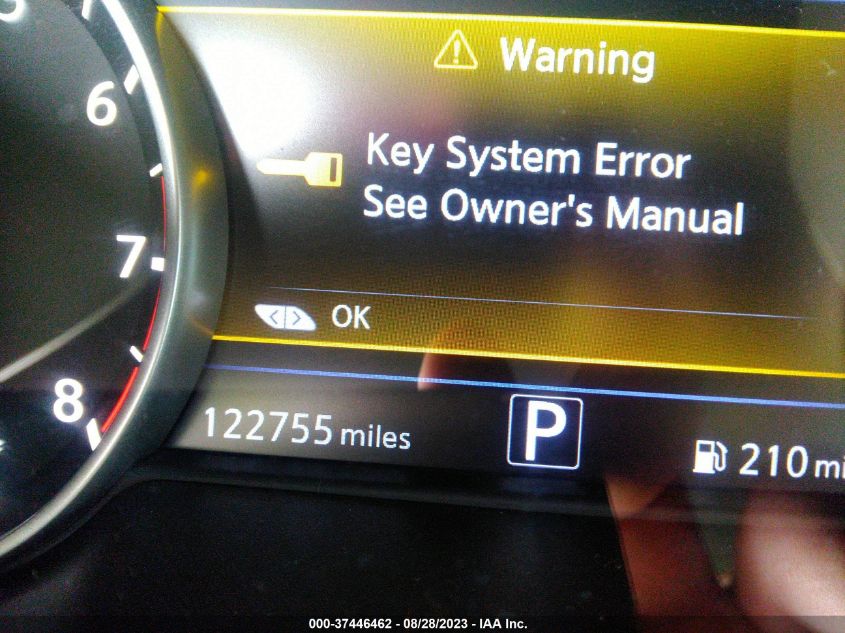 6
7
8
Warning
Key System Error
See Owner's Manual
OK
122755 miles
P
210 mi
000-37446462 - 08/28/2023 - IAA Inc.